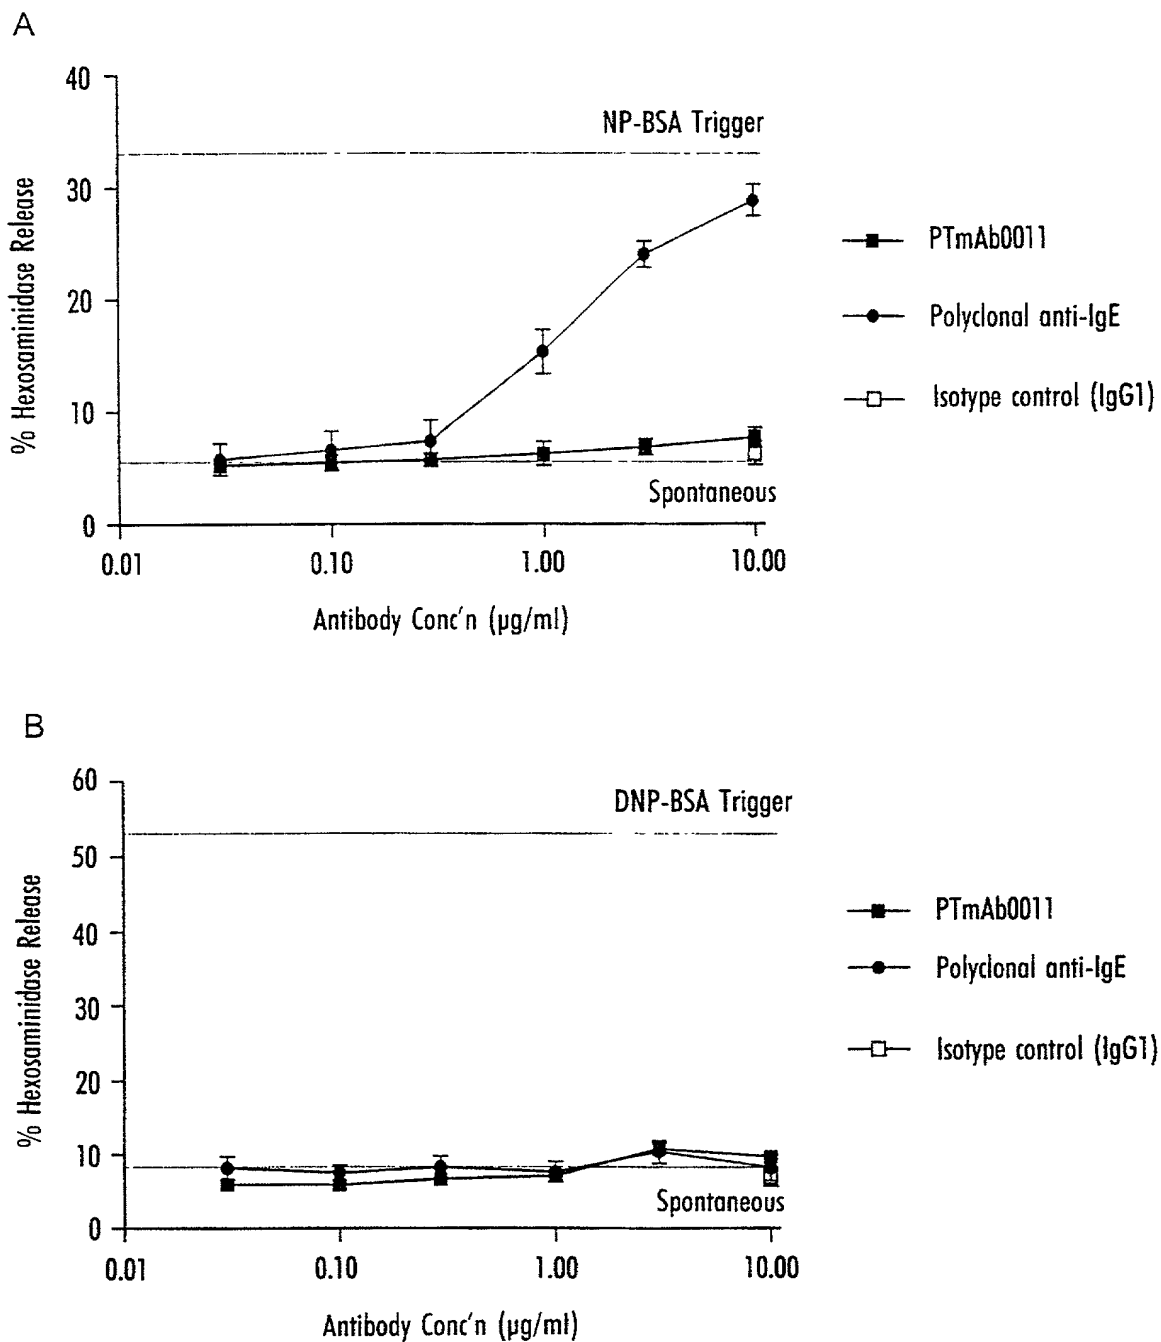 A
40
30
20
10
0
% Hexosaminidase Release
NP-BSA Trigger
Spontaneous
0.01
0.10
1.00
10.00
Antibody Conc'n (µg/ml)
PTmAb0011
Polyclonal anti-IgE
Isotype control (IgG1)
B
60
50
40
30
20
10
0
% Hexosaminidase Release
DNP-BSA Trigger
Spontaneous
0.01
0.10
1.00
10.00
Antibody Conc'n (µg/ml)
PTmAb0011
Polyclonal anti-IgE
Isotype control (IgG1)